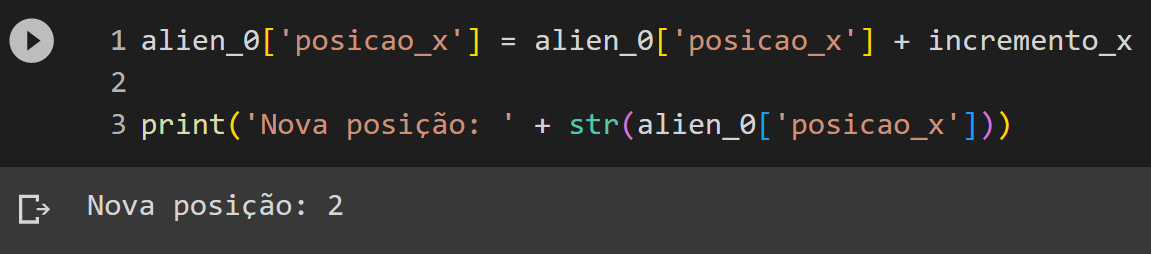 1 alien_0['posicao_x'] = alien_0['posicao_x'] + incremento_x
2
3 print('Nova posição: ' + str(alien_0['posicao_x']))
Nova posição: 2